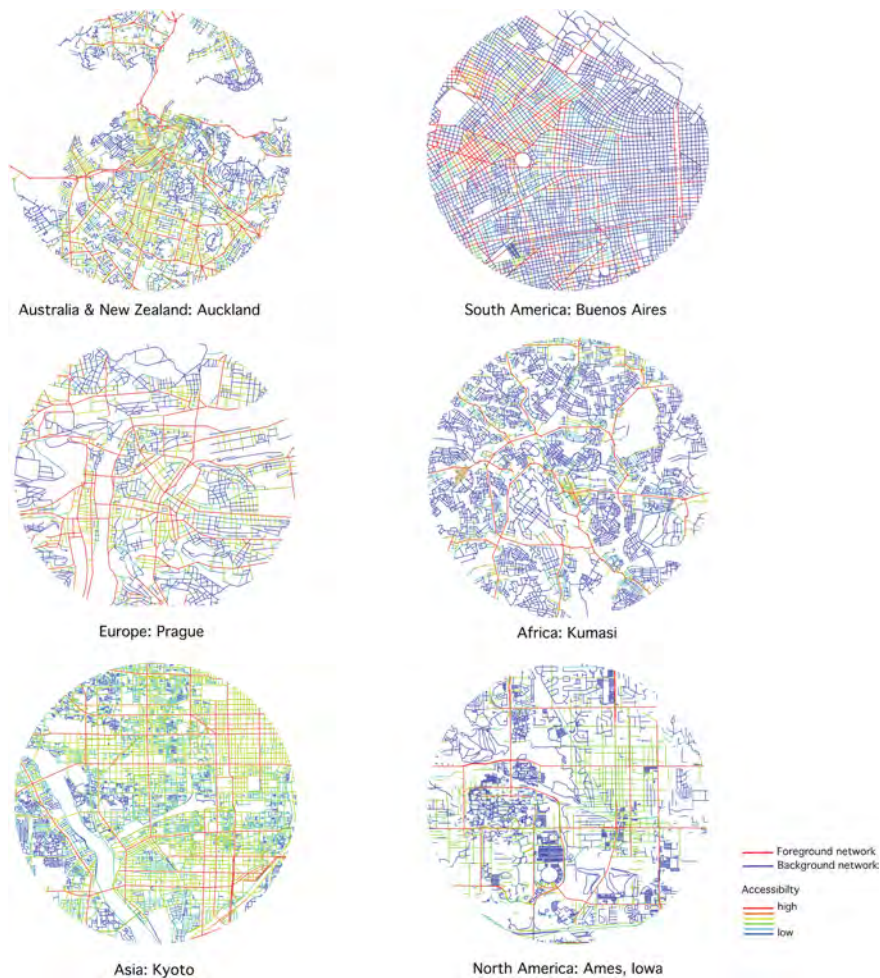 Australia & New Zealand: Auckland
South America: Buenos Aires
Europe: Prague
Africa: Kumasi
Asia: Kyoto
North America: Ames, Iowa
Foreground network
Background network
Accessibilty
high
low